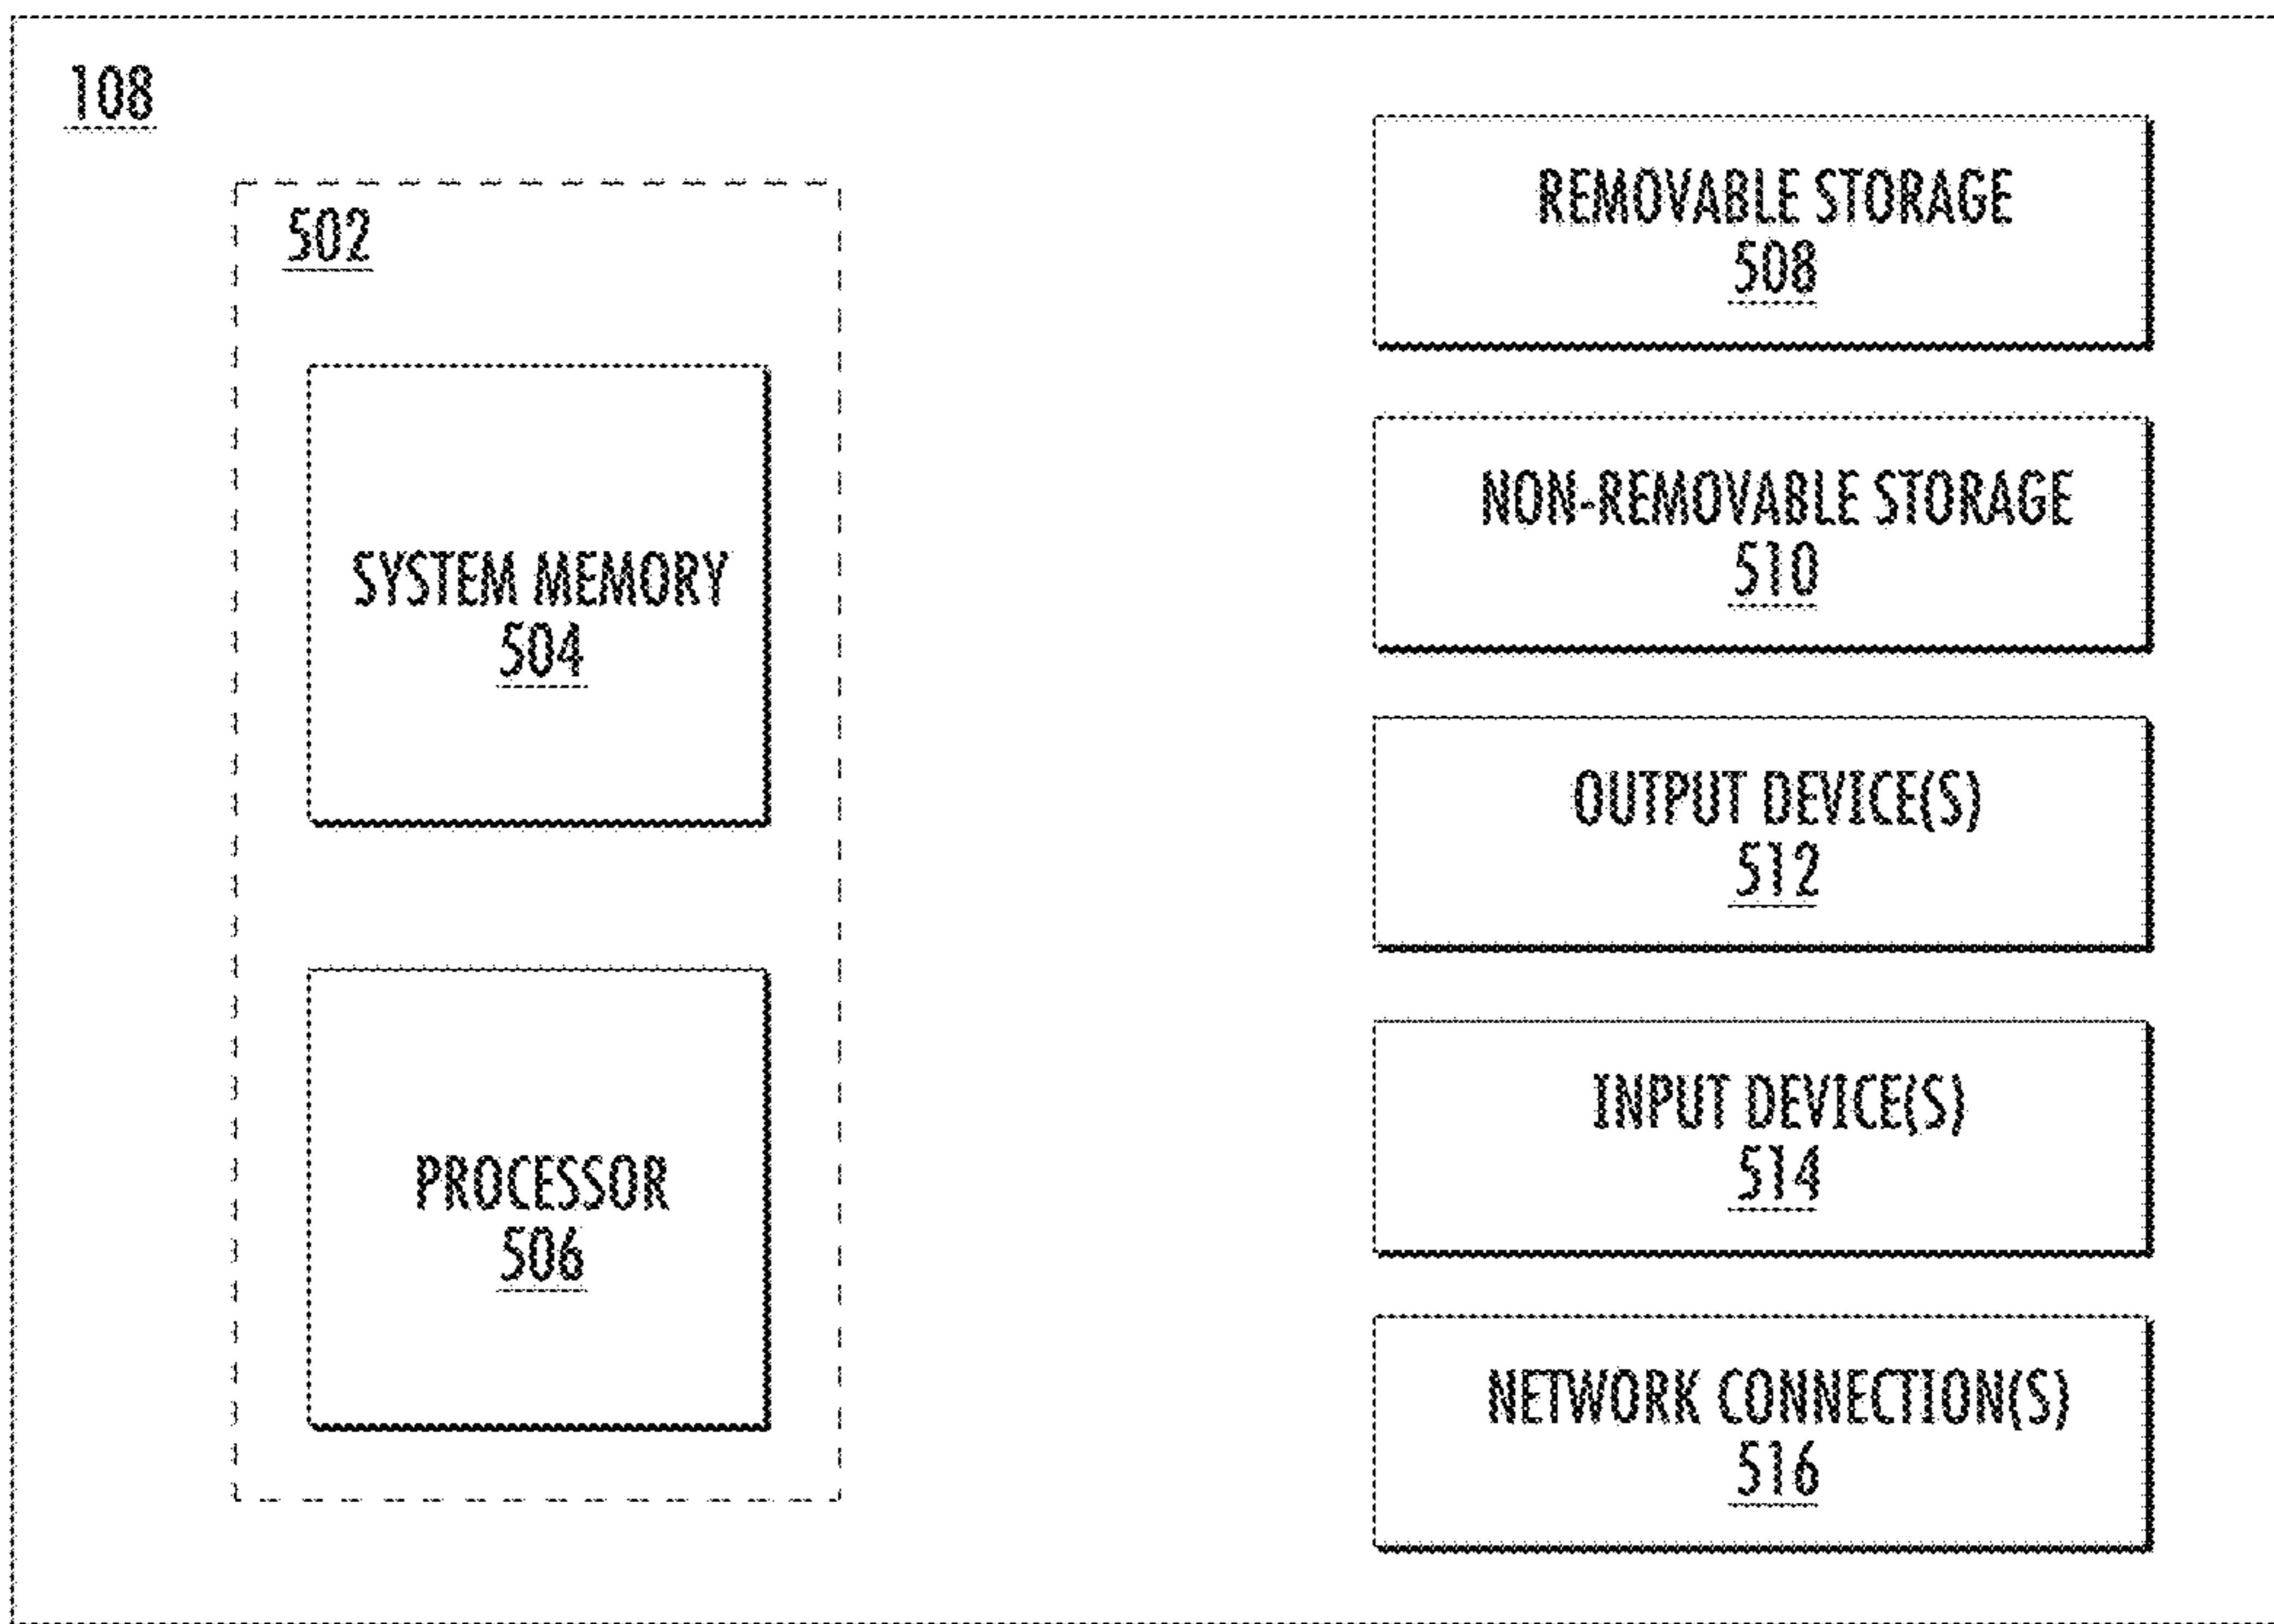 108
502
SYSTEM MEMORY
504
PROCESSOR
506
REMOVABLE STORAGE
508
NON-REMOVABLE STORAGE
510
OUTPUT DEVICE(S)
512
INPUT DEVICE(S)
514
NETWORK CONNECTION(S)
516